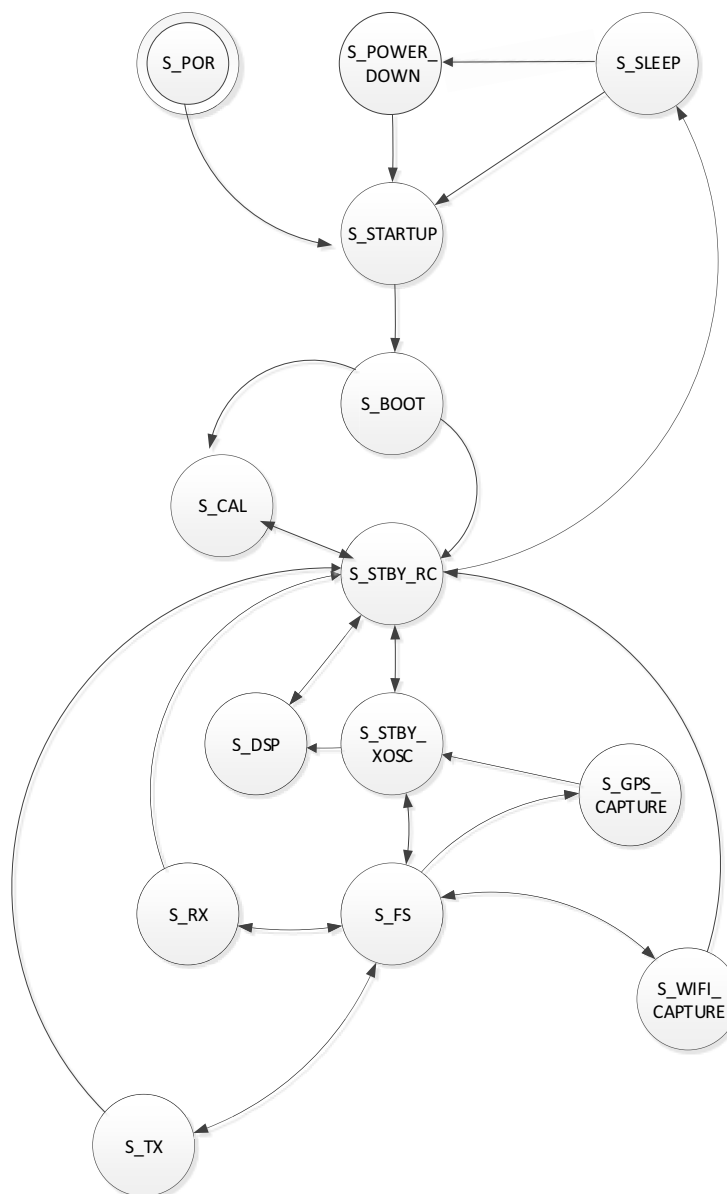 S_POR
S_POWER_
DOWN
S_SLEEP
S_STARTUP
S_BOOT
S_CAL
S_STBY_RC
S_DSP
S_STBY_
XOSC
S_GPS_
CAPTURE
S_RX
S_FS
S_WIFI_
CAPTURE
S_TX